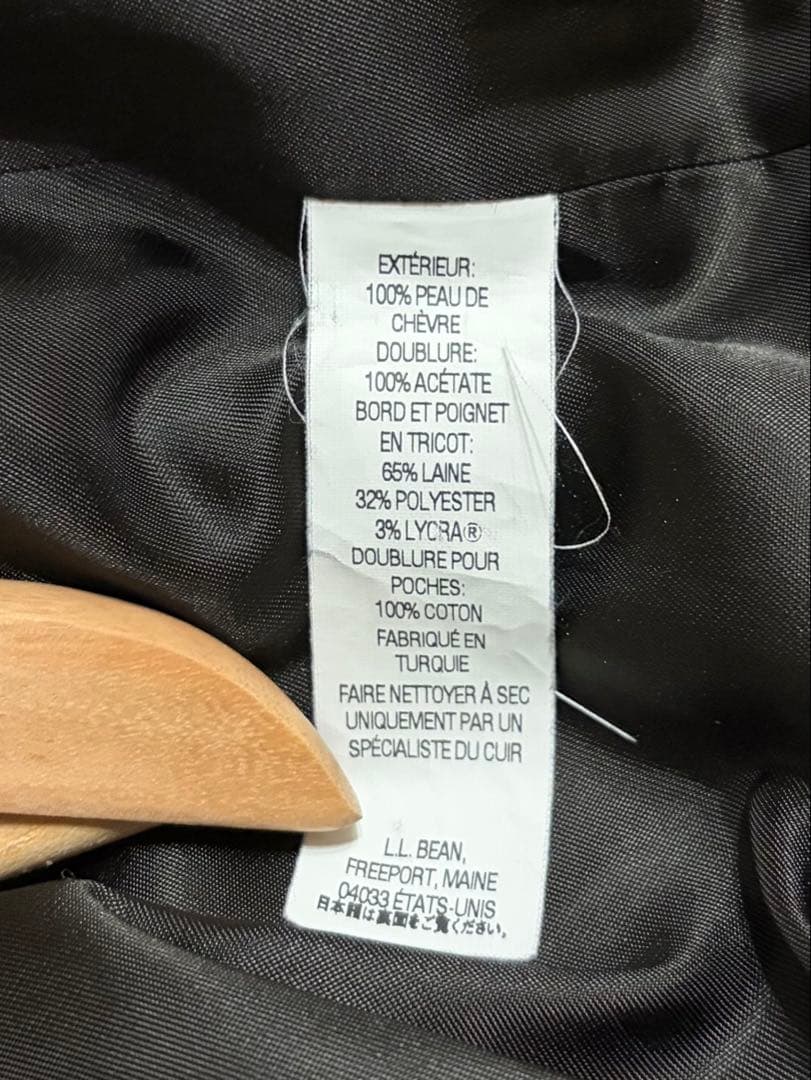 EXTÉRIEUR:
100% PEAU DE
CHÈVRE
DOUBLURE:
100% ACÉTATE
BORD ET POIGNET
EN TRICOT:
65% LAINE
32% POLYESTER
3% LYCRA®
DOUBLURE POUR
POCHES:
100% COTON
FABRIQUÉ EN
TURQUIE
FAIRE NETTOYER À SEC
UNIQUEMENT PAR UN
SPÉCIALISTE DU CUIR
L.L. BEAN,
FREEPORT, MAINE
04033 ÉTATS-UNIS
日本語は裏面をご覧ください。